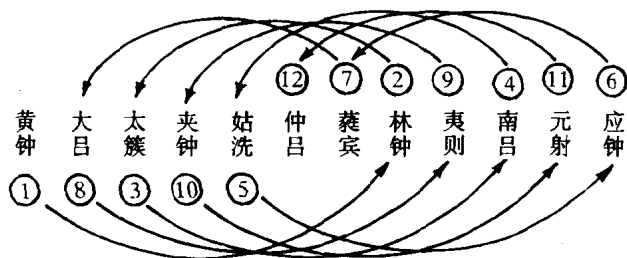 ⑫ ⑦ ② ⑨ ④ ⑪ ⑥
黄钟 大吕 太簇 夹钟 姑洗 仲吕 蕤宾 林钟 夷则 南吕 元射 应钟
① ⑧ ③ ⑩ ⑤